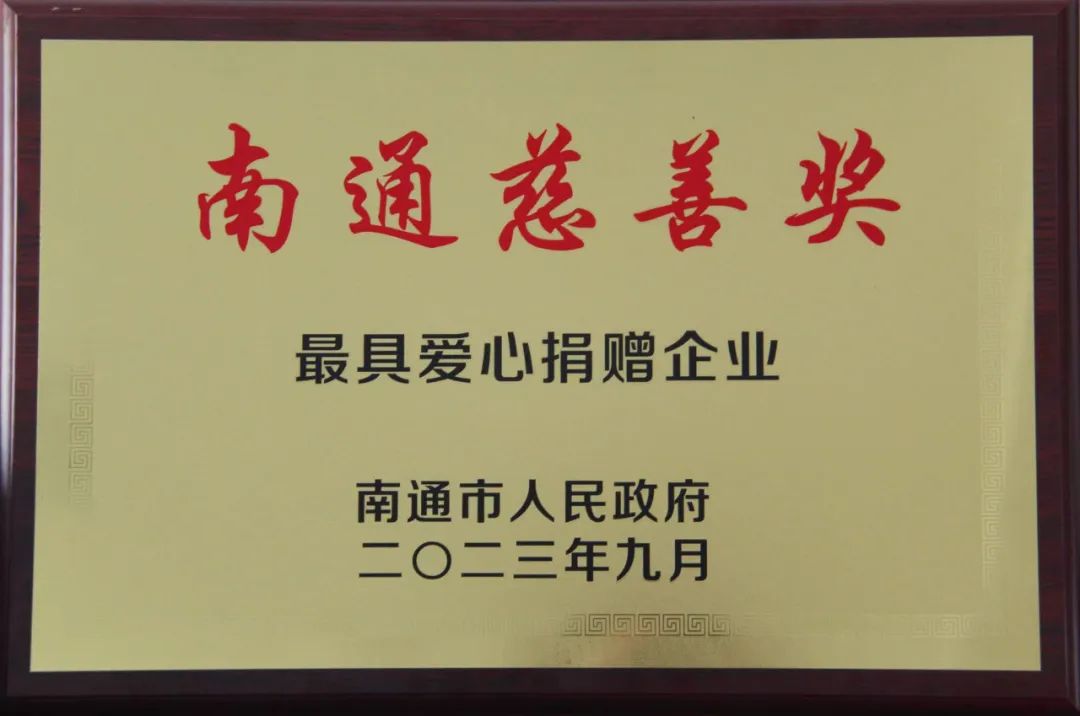 南通慈善奖
最具爱心捐赠企业
南通市人民政府
二〇二三年九月